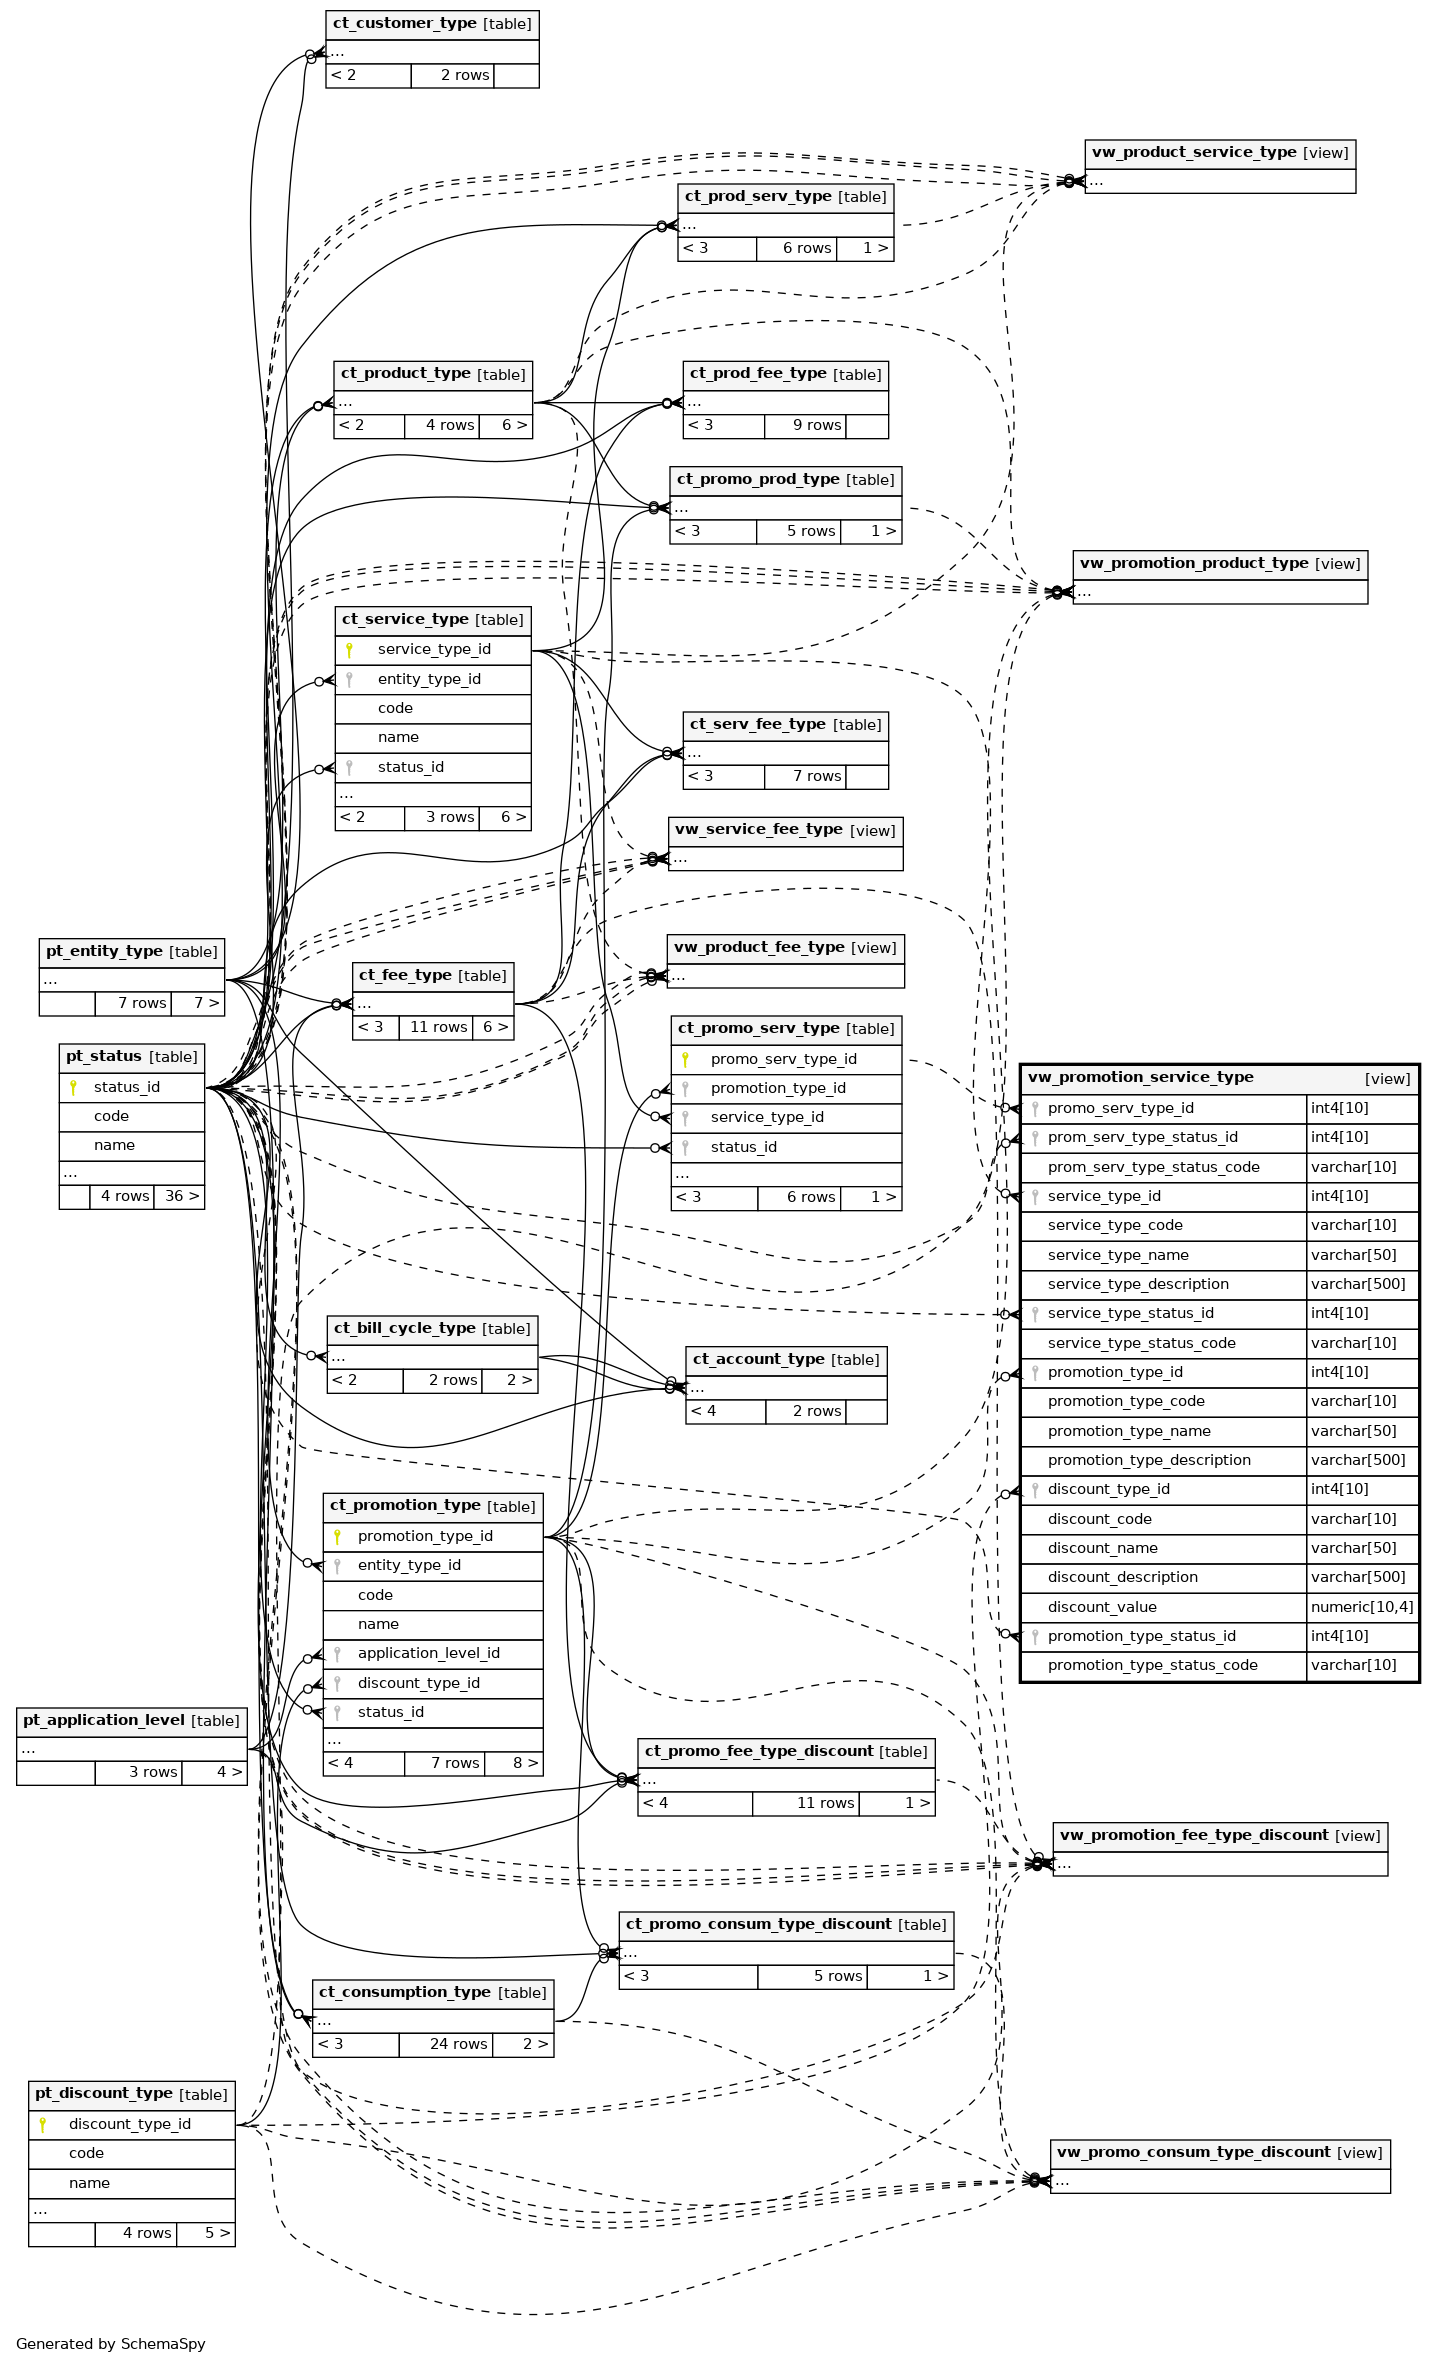 ct_customer_type [table]
...
< 2 2 rows
vw_product_service_type [view]
...
ct_prod_serv_type [table]
...
< 3 6 rows 1 >
ct_product_type [table]
...
< 2 4 rows 6 >
ct_prod_fee_type [table]
...
< 3 9 rows
ct_promo_prod_type [table]
...
< 3 5 rows 1 >
vw_promotion_product_type [view]
...
ct_service_type [table]
service_type_id
entity_type_id
code
name
status_id
...
< 2 3 rows 6 >
ct_serv_fee_type [table]
...
< 3 7 rows
vw_service_fee_type [view]
...
pt_entity_type [table]
...
7 rows 7 >
ct_fee_type [table]
...
< 3 11 rows 6 >
vw_product_fee_type [view]
...
pt_status [table]
status_id
code
name
...
4 rows 36 >
ct_promo_serv_type [table]
promo_serv_type_id
promotion_type_id
service_type_id
status_id
...
< 3 6 rows 1 >
vw_promotion_service_type [view]
promo_serv_type_id int4[10]
prom_serv_type_status_id int4[10]
prom_serv_type_status_code varchar[10]
service_type_id int4[10]
service_type_code varchar[10]
service_type_name varchar[50]
service_type_description varchar[500]
service_type_status_id int4[10]
service_type_status_code varchar[10]
promotion_type_id int4[10]
promotion_type_code varchar[10]
promotion_type_name varchar[50]
promotion_type_description varchar[500]
discount_type_id int4[10]
discount_code varchar[10]
discount_name varchar[50]
discount_description varchar[500]
discount_value numeric[10,4]
promotion_type_status_id int4[10]
promotion_type_status_code varchar[10]
ct_bill_cycle_type [table]
...
< 2 2 rows 2 >
ct_account_type [table]
...
< 4 2 rows
ct_promotion_type [table]
promotion_type_id
entity_type_id
code
name
application_level_id
discount_type_id
status_id
...
< 4 7 rows 8 >
pt_application_level [table]
...
3 rows 4 >
ct_promo_fee_type_discount [table]
...
< 4 11 rows 1 >
vw_promotion_fee_type_discount [view]
...
ct_promo_consum_type_discount [table]
...
< 3 5 rows 1 >
ct_consumption_type [table]
...
< 3 24 rows 2 >
pt_discount_type [table]
discount_type_id
code
name
...
4 rows 5 >
vw_promo_consum_type_discount [view]
...
Generated by SchemaSpy